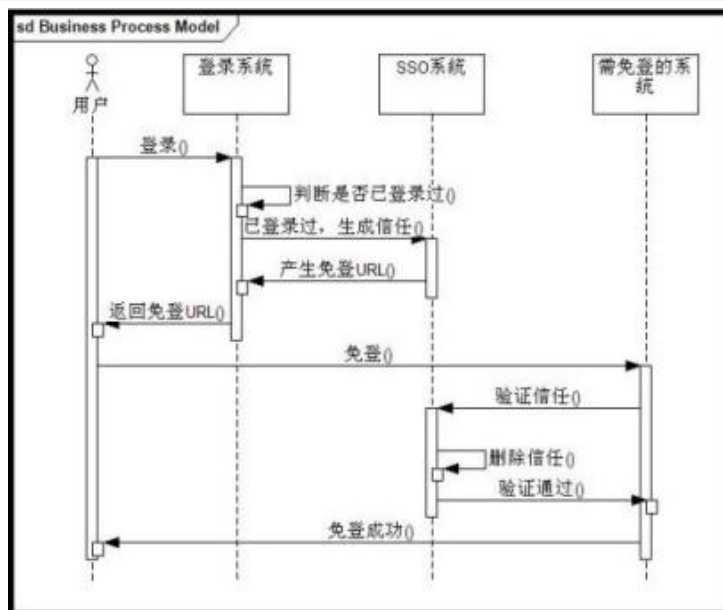 sd Business Process Model
用户
登录系统
SSO系统
需免登的系
统
登录()
判断是否已登录过()
已登录过，生成信任()
产生免登URL()
返回免登URL()
免登()
验证信任()
删除信任()
验证通过()
免登成功()